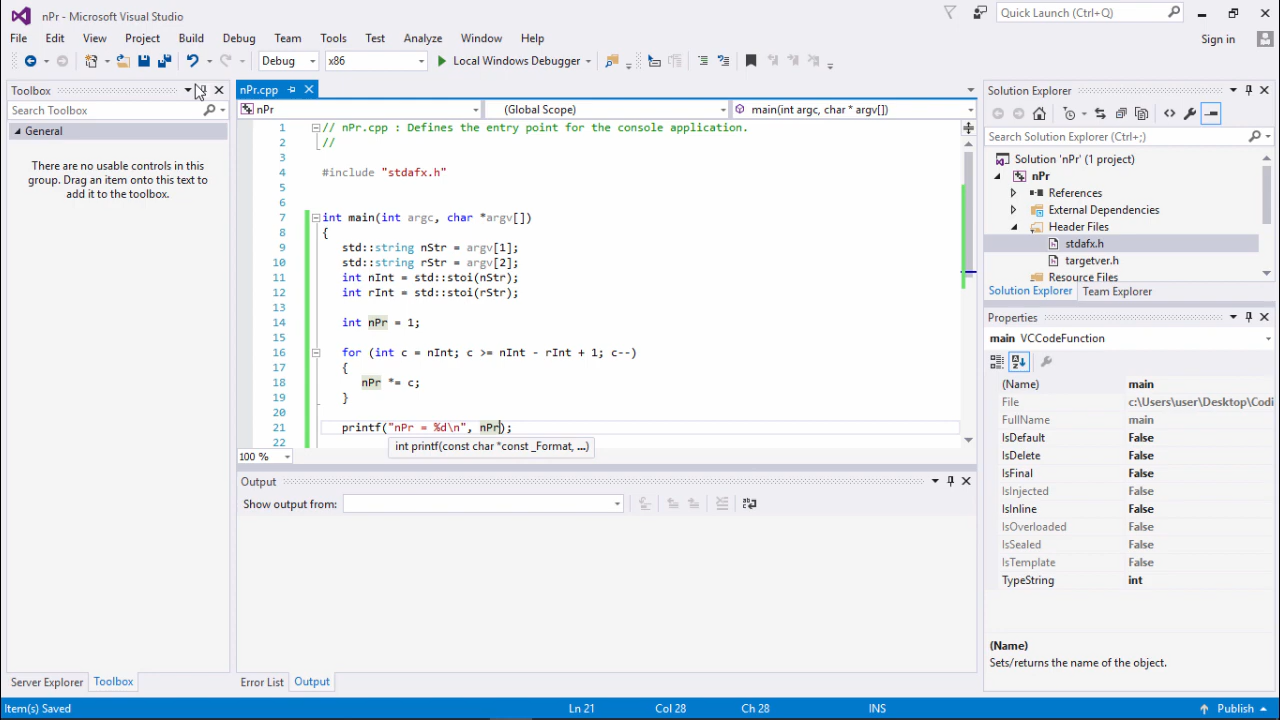 nPr - Microsoft Visual Studio
Quick Launch (Ctrl+Q)
File Edit View Project Build Debug Team Tools Test Analyze Window Help
Sign in
Debug x86 Local Windows Debugger
Toolbox
Search Toolbox
General
There are no usable controls in this
group. Drag an item onto this text to
add it to the toolbox.
Server Explorer Toolbox
nPr.cpp
nPr (Global Scope) main(int argc, char * argv[])
1 // nPr.cpp : Defines the entry point for the console application.
2 //
3
4 #include "stdafx.h"
5
6
7 int main(int argc, char *argv[])
8 {
9 std::string nStr = argv[1];
10 std::string rStr = argv[2];
11 int nInt = std::stoi(nStr);
12 int rInt = std::stoi(rStr);
13
14 int nPr = 1;
15
16 for (int c = nInt; c >= nInt - rInt + 1; c--)
17 {
18 nPr *= c;
19 }
20
21 printf("nPr = %d\n", nPr);
22
int printf(const char *const _Format, ...)
100 %
Output
Show output from:
Error List Output
Solution Explorer
Search Solution Explorer (Ctrl+;)
Solution 'nPr' (1 project)
nPr
References
External Dependencies
Header Files
stdafx.h
targetver.h
Resource Files
Solution Explorer Team Explorer
Properties
main VCCodeFunction
(Name) main
File c:\Users\user\Desktop\Codi
FullName main
IsDefault False
IsDelete False
IsFinal False
IsInjected False
IsInline False
IsOverloaded False
IsSealed False
IsTemplate False
TypeString int
(Name)
Sets/returns the name of the object.
Item(s) Saved Ln 21 Col 28 Ch 28 INS Publish